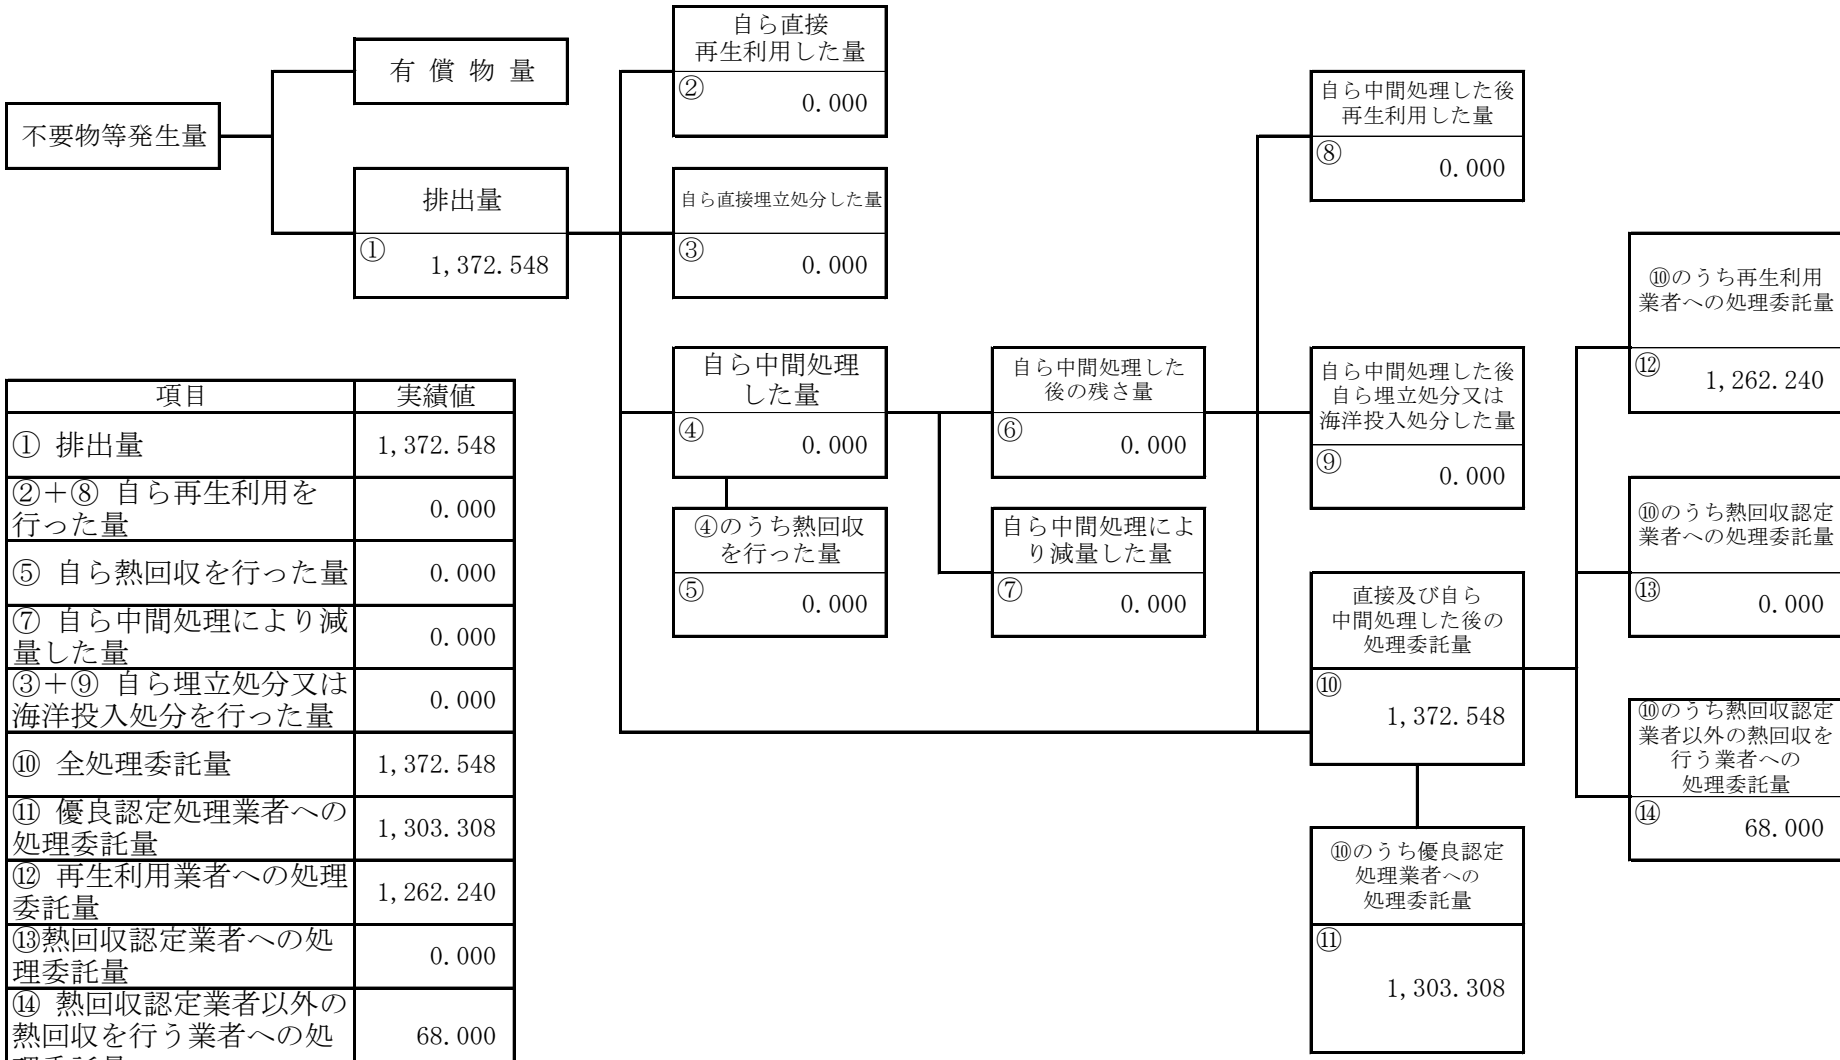 不要物等発生量
有 償 物 量
排出量
①
1,372.548
自ら直接
再生利用した量
②
0.000
自ら直接埋立処分した量
③
0.000
自ら中間処理
した量
④
0.000
④のうち熱回収
を行った量
⑤
0.000
自ら中間処理した
後の残さ量
⑥
0.000
自ら中間処理によ
り減量した量
⑦
0.000
自ら中間処理した後
再生利用した量
⑧
0.000
自ら中間処理した後
自ら埋立処分又は
海洋投入処分した量
⑨
0.000
直接及び自ら
中間処理した後の
処理委託量
⑩
1,372.548
⑩のうち優良認定
処理業者への
処理委託量
⑪
1,303.308
⑩のうち再生利用
業者への処理委託量
⑫
1,262.240
⑩のうち熱回収認定
業者への処理委託量
⑬
0.000
⑩のうち熱回収認定
業者以外の熱回収を
行う業者への
処理委託量
⑭
68.000
項目 実績値
① 排出量 1,372.548
②＋⑧ 自ら再生利用を
行った量
0.000
⑤ 自ら熱回収を行った量 0.000
⑦ 自ら中間処理により減
量した量
0.000
③＋⑨ 自ら埋立処分又は
海洋投入処分を行った量
0.000
⑩ 全処理委託量 1,372.548
⑪ 優良認定処理業者への
処理委託量
1,303.308
⑫ 再生利用業者への処理
委託量
1,262.240
⑬熱回収認定業者への処
理委託量
0.000
⑭ 熱回収認定業者以外の
熱回収を行う業者への処
68.000